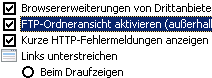 Browsererweiterungen von Drittanbiete
FTP-Ordneransicht aktivieren (außerhal
Kurze HTTP-Fehlermeldungen anzeigen
Links unterstreichen
Beim Draufzeigen